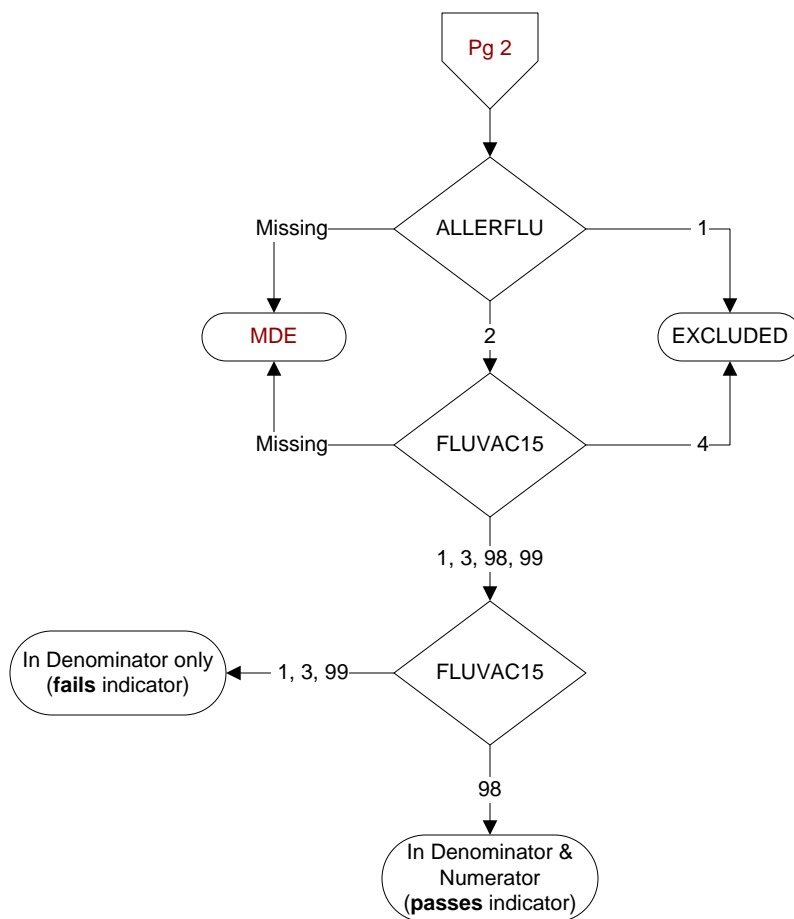 Pg 2
ALLERFLU
Missing
1
MDE
2
EXCLUDED
FLUVAC15
Missing
4
1, 3, 98, 99
In Denominator only
(fails indicator)
1, 3, 99
FLUVAC15
98
In Denominator &
Numerator
(passes indicator)